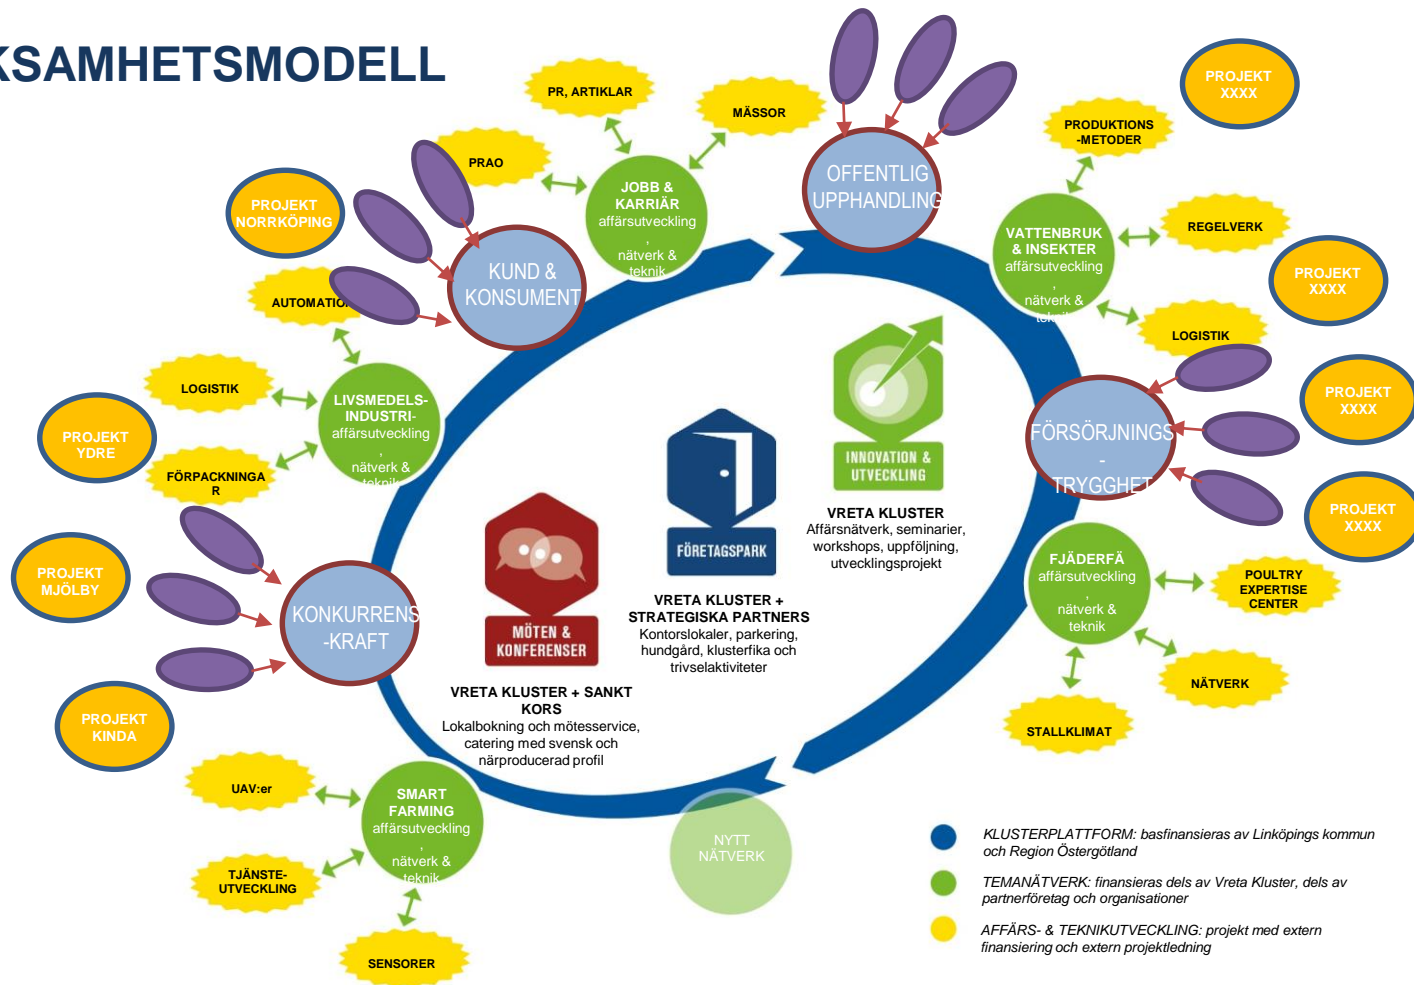 KSAMHETSMODELL
PR, ARTIKLAR
MÄSSOR
PRAO
JOBB &
KARRIÄR
affärsutveckling
,
nätverk &
teknik
OFFENTLIG
UPPHANDLING
PROJEKT
XXXX
PRODUKTIONS
-METODER
REGELVERK
VATTENBRUK
& INSEKTER
affärsutveckling
,
nätverk &
teknik
LOGISTIK
PROJEKT
XXXX
PROJEKT
NORRKÖPING
KUND &
KONSUMENT
AUTOMATION
LOGISTIK
LIVSMEDELS-
INDUSTRI-
affärsutveckling
,
nätverk &
teknik
FÖRPACKNINGA
R
PROJEKT
YDRE
PROJEKT
XXXX
FÖRSÖRJNINGS
-
TRYGGHET
PROJEKT
XXXX
INNOVATION &
UTVECKLING
VRETA KLUSTER
Affärsnätverk, seminarier,
workshops, uppföljning,
utvecklingsprojekt
FÖRETAGSPARK
VRETA KLUSTER +
STRATEGISKA PARTNERS
Kontorslokaler, parkering,
hundgård, klusterfika och
trivselaktiviteter
MÖTEN &
KONFERENSER
VRETA KLUSTER + SANKT
KORS
Lokalbokning och mötesservice,
catering med svensk och
närproducerad profil
PROJEKT
MJÖLBY
KONKURRENS
-KRAFT
PROJEKT
KINDA
FJÄDERFÄ
affärsutveckling
,
nätverk &
teknik
POULTRY
EXPERTISE
CENTER
NÄTVERK
STALLKLIMAT
UAV:er
SMART
FARMING
affärsutveckling
,
nätverk &
teknik
TJÄNSTE-
UTVECKLING
SENSORER
NYTT
NÄTVERK
KLUSTERPLATTFORM: basfinansieras av Linköpings kommun
och Region Östergötland
TEMANÄTVERK: finansieras dels av Vreta Kluster, dels av
partnerföretag och organisationer
AFFÄRS- & TEKNIKUTVECKLING: projekt med extern
finansiering och extern projektledning